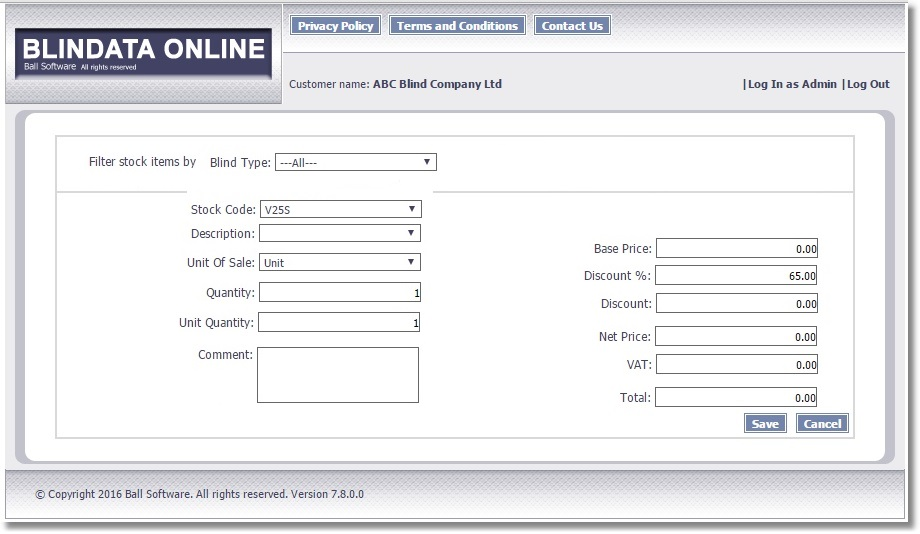 Privacy Policy Terms and Conditions Contact Us
BLINDATA ONLINE
Ball Software All rights reserved
Customer name: ABC Blind Company Ltd |Log In as Admin |Log Out
Filter stock items by Blind Type: ---All---
Stock Code: V25S
Description:
Unit Of Sale: Unit
Quantity: 1
Unit Quantity: 1
Comment:
Base Price: 0.00
Discount %: 65.00
Discount: 0.00
Net Price: 0.00
VAT: 0.00
Total: 0.00
Save Cancel
© Copyright 2016 Ball Software. All rights reserved. Version 7.8.0.0